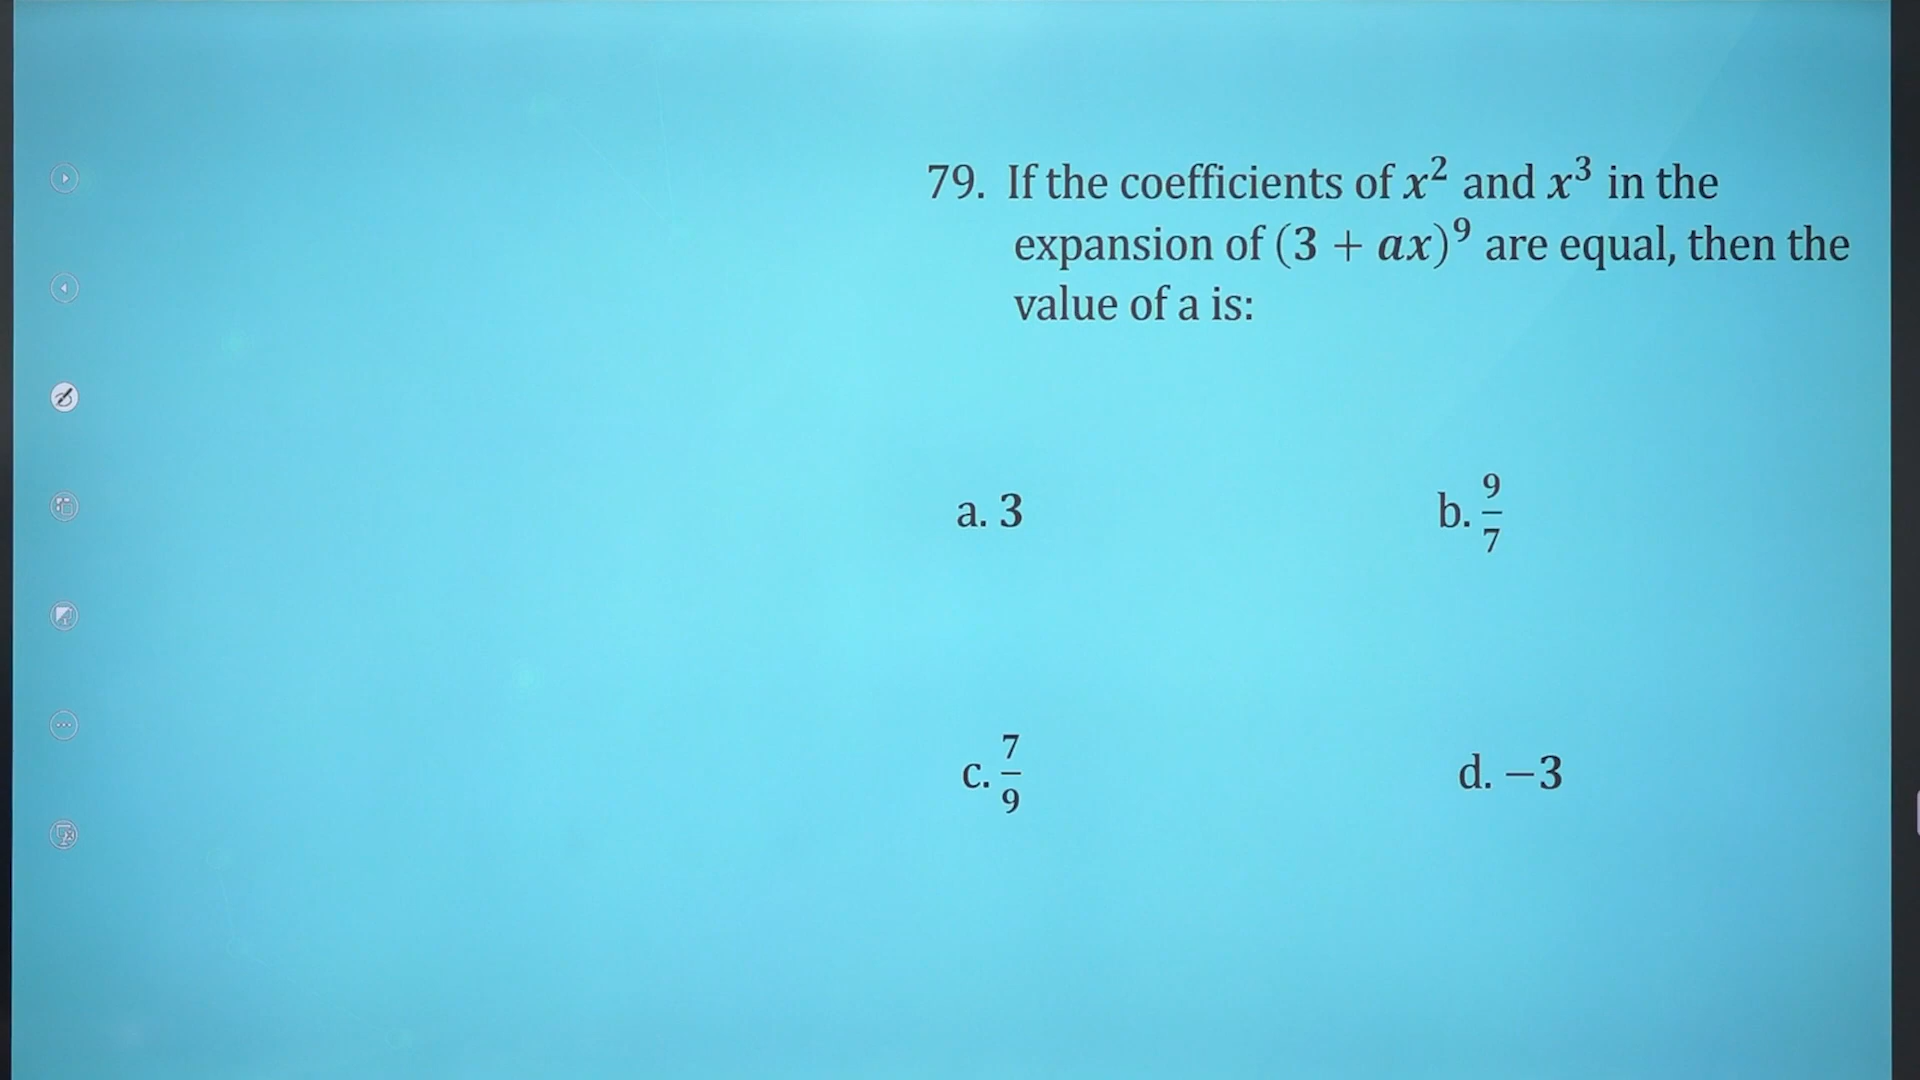 79. If the coefficients of x² and x³ in the
expansion of (3 + ax)⁹ are equal, then the
value of a is:
a. 3
b. 9/7
c. 7/9
d. −3